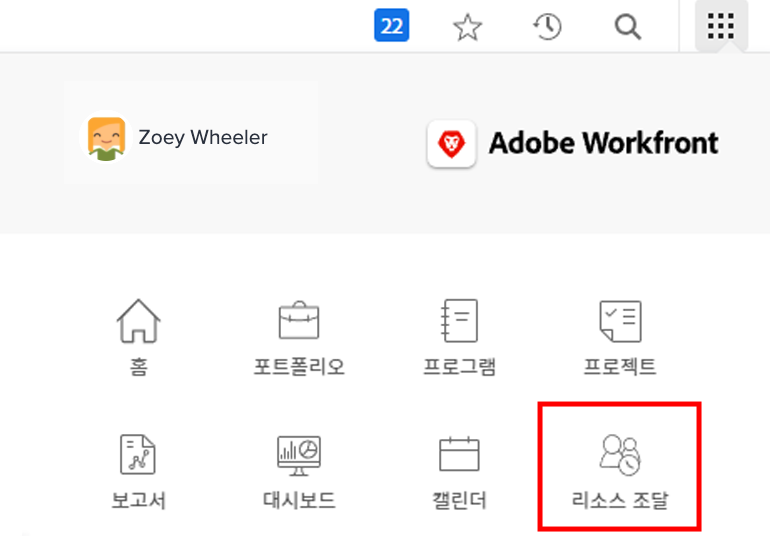 22
Zoey Wheeler
Adobe Workfront
홈 포트폴리오 프로그램 프로젝트
보고서 대시보드 캘린더 리소스 조달